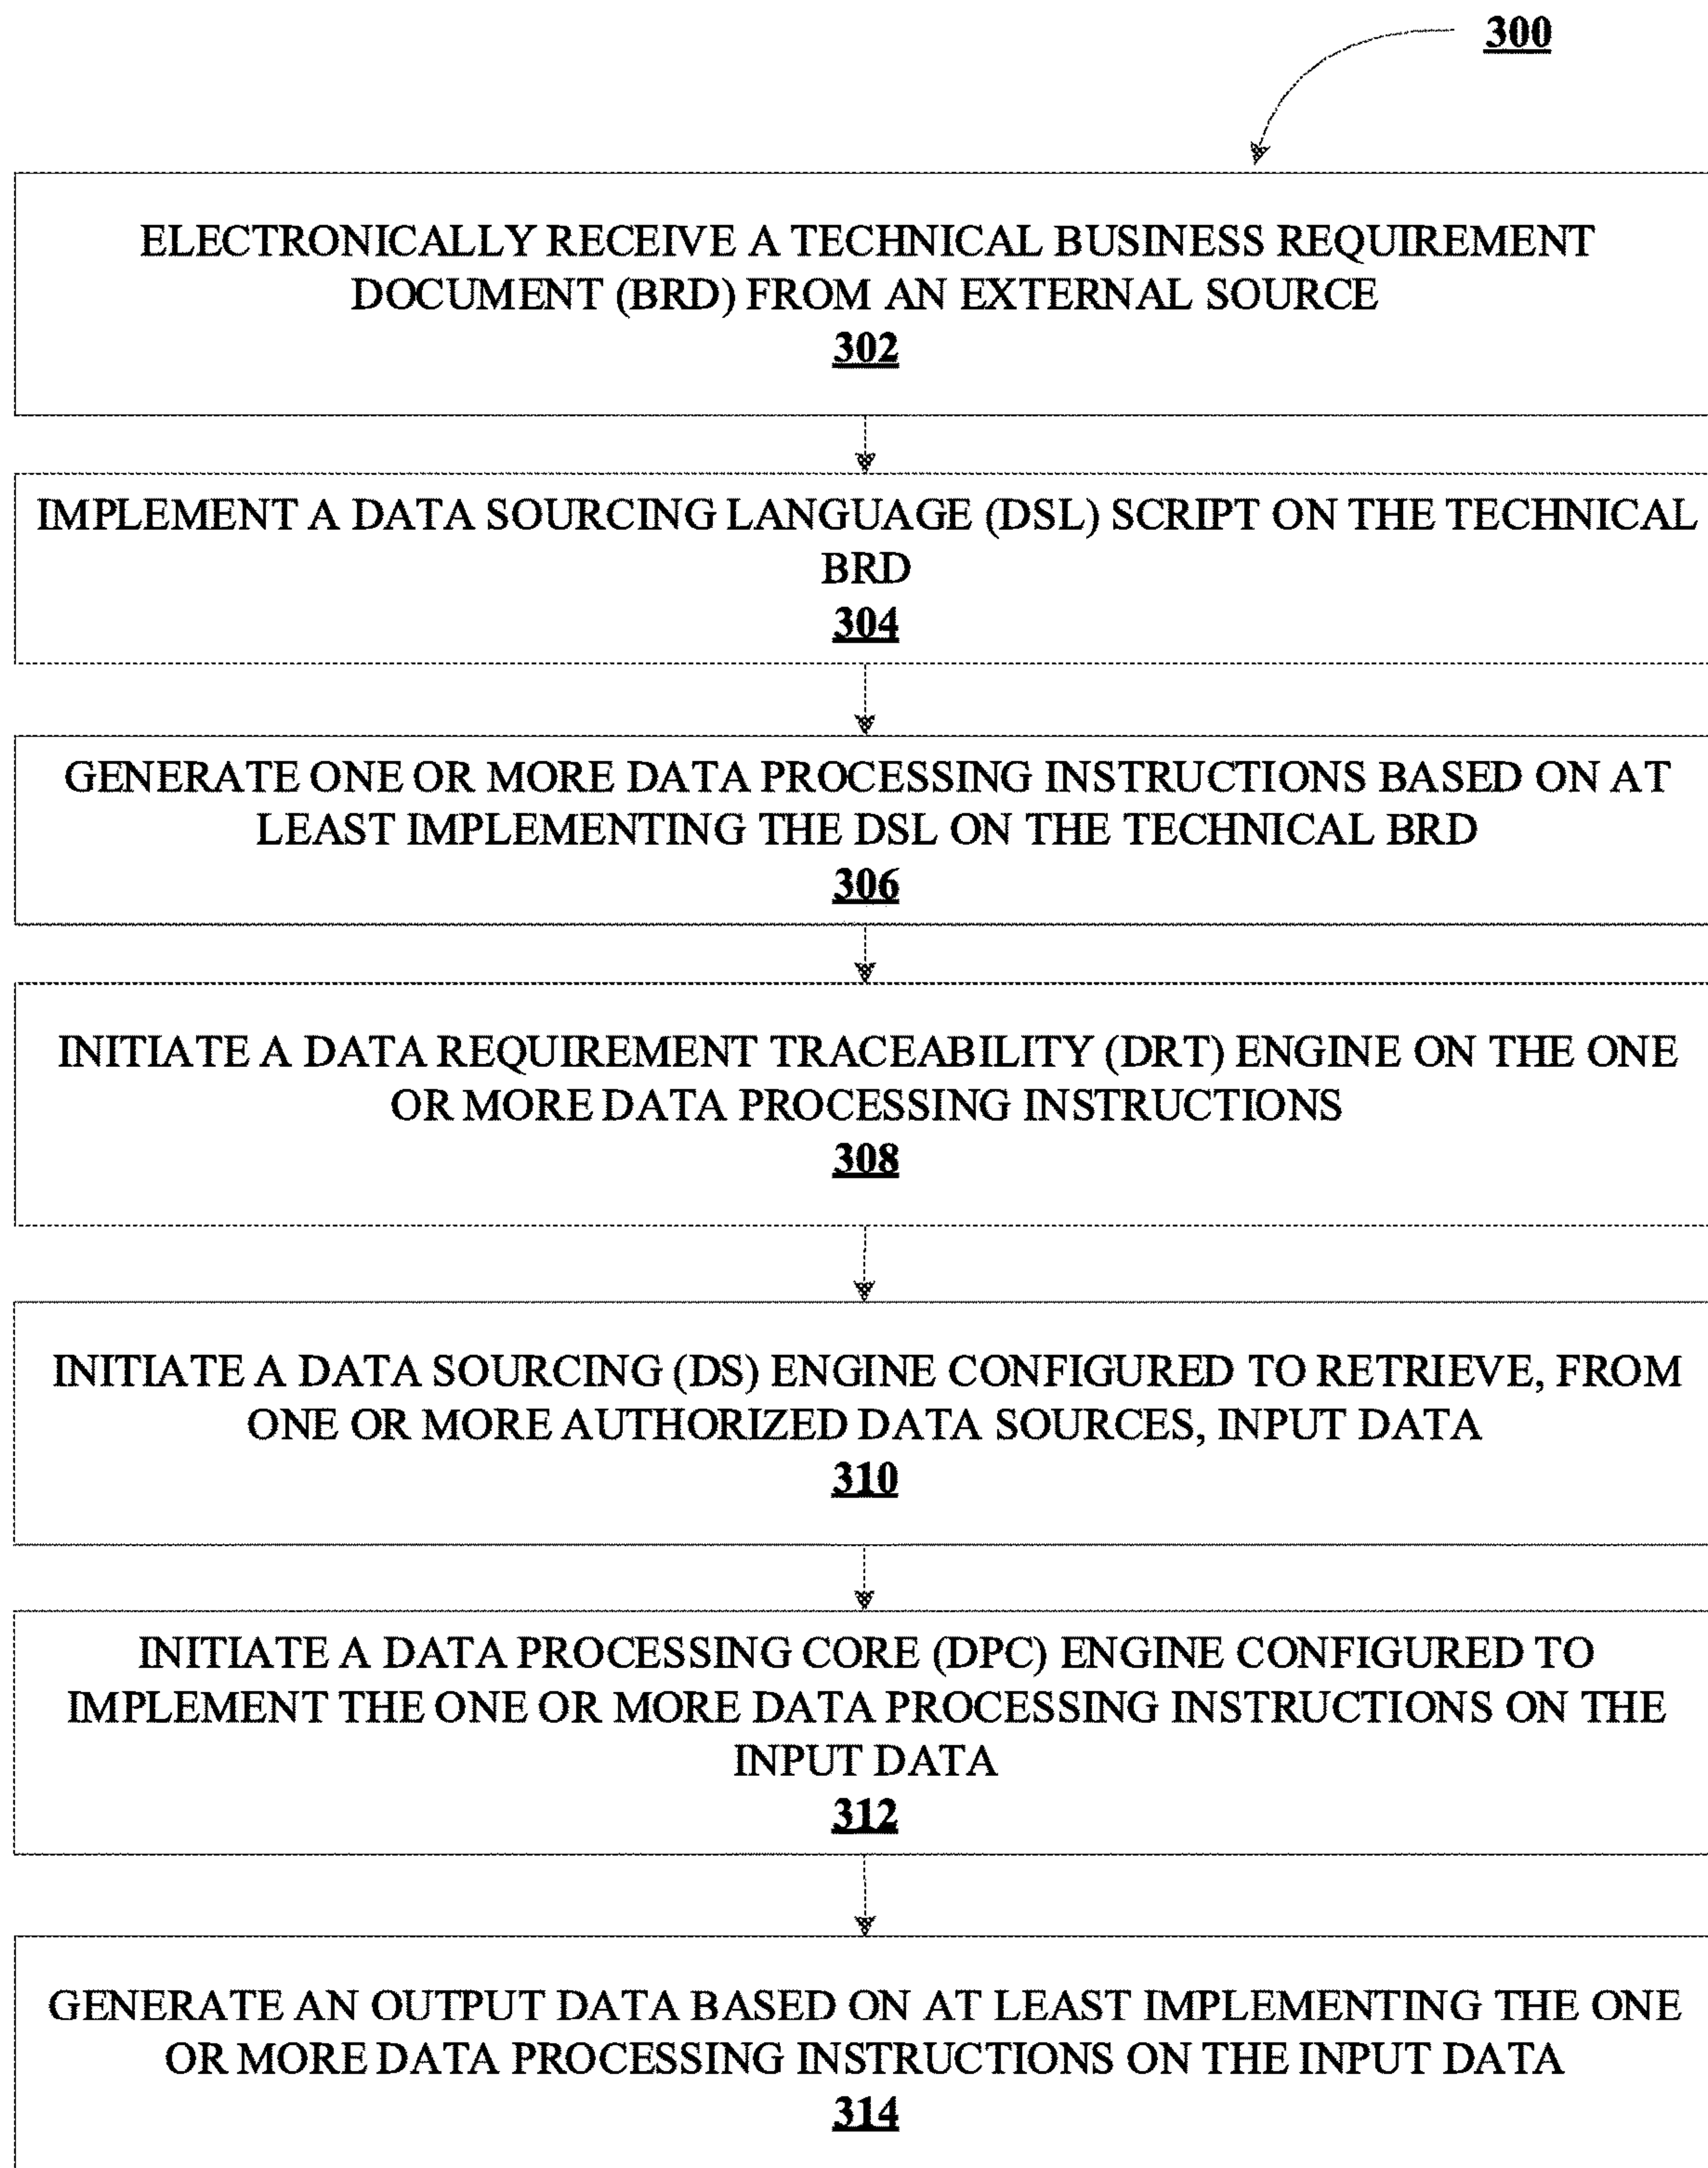 300
ELECTRONICALLY RECEIVE A TECHNICAL BUSINESS REQUIREMENT
DOCUMENT (BRD) FROM AN EXTERNAL SOURCE
302
IMPLEMENT A DATA SOURCING LANGUAGE (DSL) SCRIPT ON THE TECHNICAL
BRD
304
GENERATE ONE OR MORE DATA PROCESSING INSTRUCTIONS BASED ON AT
LEAST IMPLEMENTING THE DSL ON THE TECHNICAL BRD
306
INITIATE A DATA REQUIREMENT TRACEABILITY (DRT) ENGINE ON THE ONE
OR MORE DATA PROCESSING INSTRUCTIONS
308
INITIATE A DATA SOURCING (DS) ENGINE CONFIGURED TO RETRIEVE, FROM
ONE OR MORE AUTHORIZED DATA SOURCES, INPUT DATA
310
INITIATE A DATA PROCESSING CORE (DPC) ENGINE CONFIGURED TO
IMPLEMENT THE ONE OR MORE DATA PROCESSING INSTRUCTIONS ON THE
INPUT DATA
312
GENERATE AN OUTPUT DATA BASED ON AT LEAST IMPLEMENTING THE ONE
OR MORE DATA PROCESSING INSTRUCTIONS ON THE INPUT DATA
314